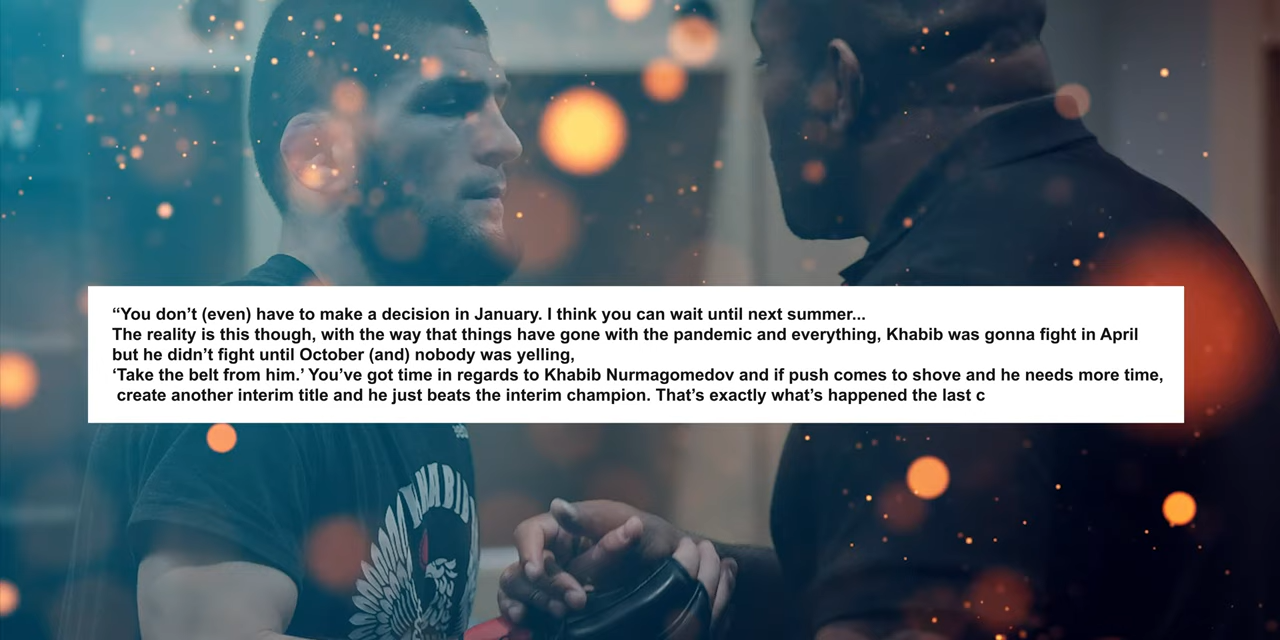 “You don’t (even) have to make a decision in January. I think you can wait until next summer...
The reality is this though, with the way that things have gone with the pandemic and everything, Khabib was gonna fight in April
but he didn’t fight until October (and) nobody was yelling,
‘Take the belt from him.’ You’ve got time in regards to Khabib Nurmagomedov and if push comes to shove and he needs more time,
create another interim title and he just beats the interim champion. That’s exactly what’s happened the last c